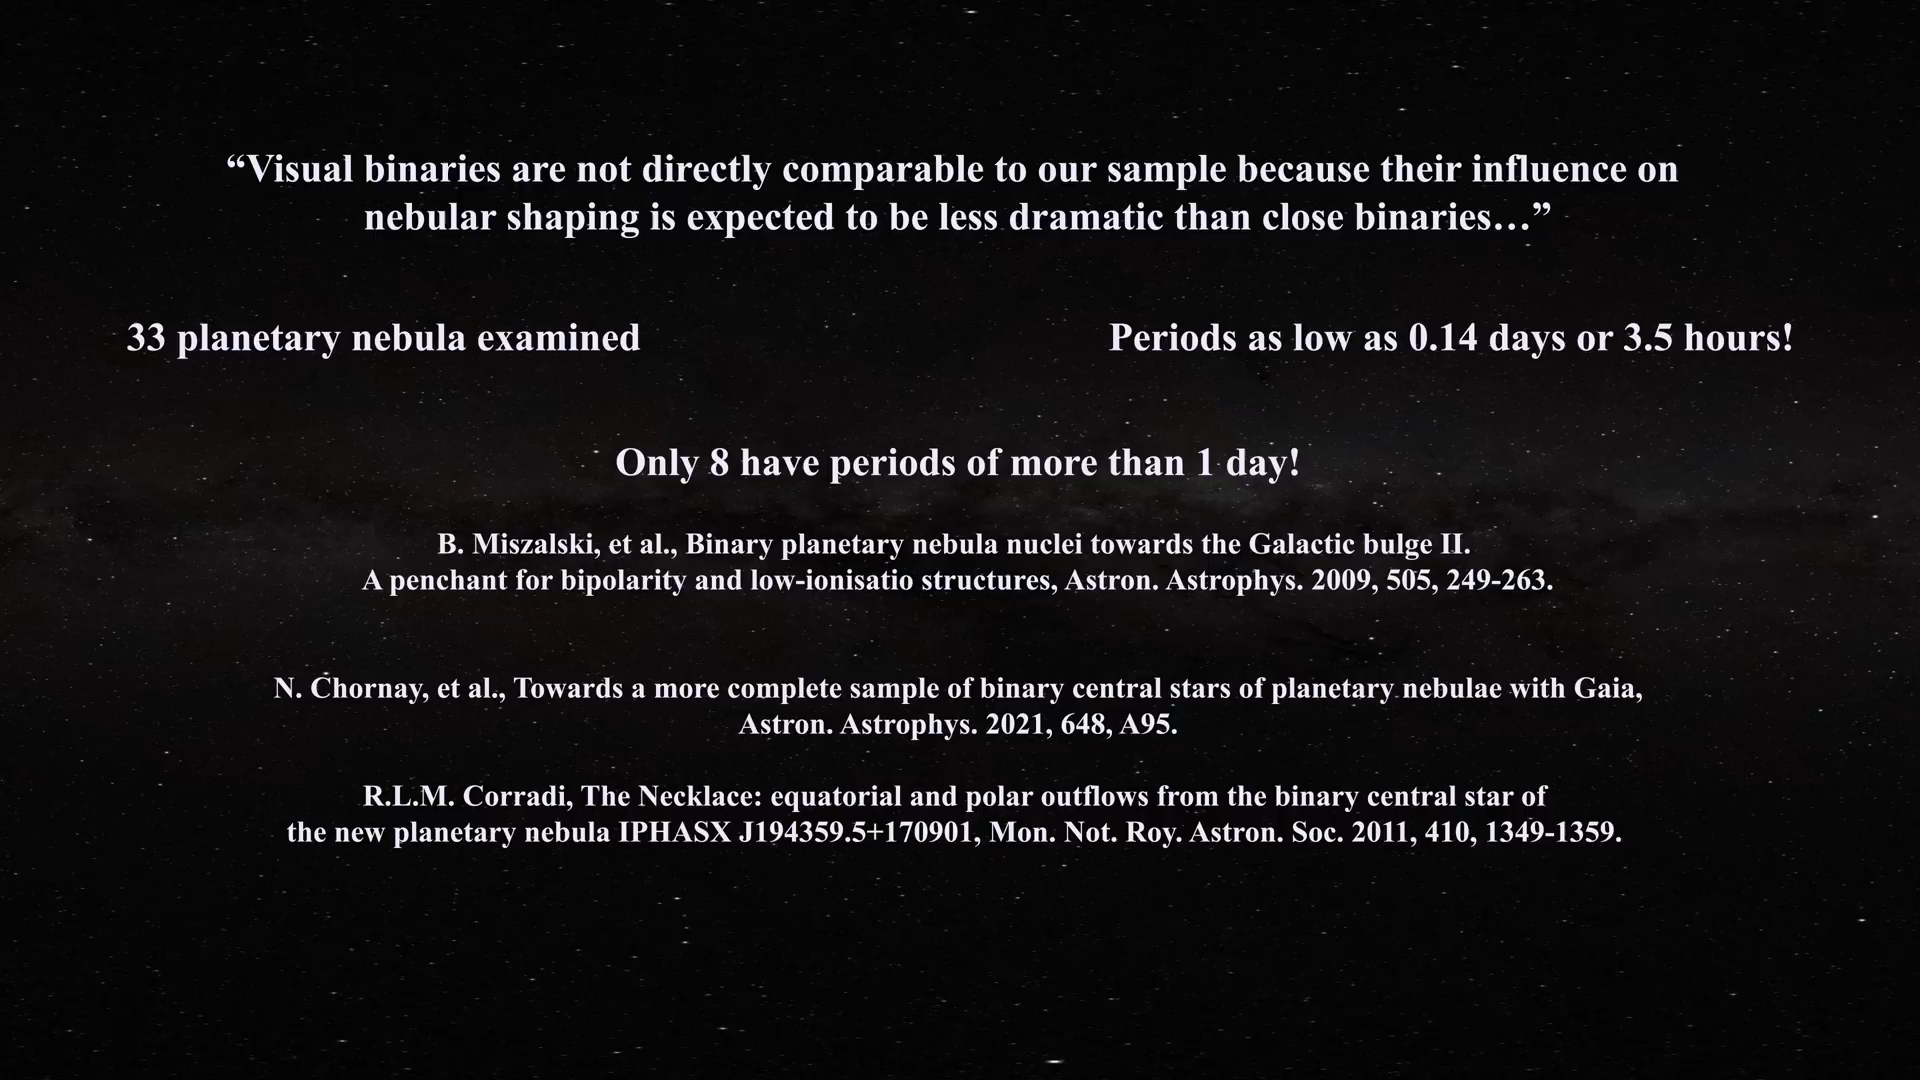 “Visual binaries are not directly comparable to our sample because their influence on
nebular shaping is expected to be less dramatic than close binaries…”
33 planetary nebula examined
Periods as low as 0.14 days or 3.5 hours!
Only 8 have periods of more than 1 day!
B. Miszalski, et al., Binary planetary nebula nuclei towards the Galactic bulge II.
A penchant for bipolarity and low-ionisatio structures, Astron. Astrophys. 2009, 505, 249-263.
N. Chornay, et al., Towards a more complete sample of binary central stars of planetary nebulae with Gaia,
Astron. Astrophys. 2021, 648, A95.
R.L.M. Corradi, The Necklace: equatorial and polar outflows from the binary central star of
the new planetary nebula IPHASX J194359.5+170901, Mon. Not. Roy. Astron. Soc. 2011, 410, 1349-1359.